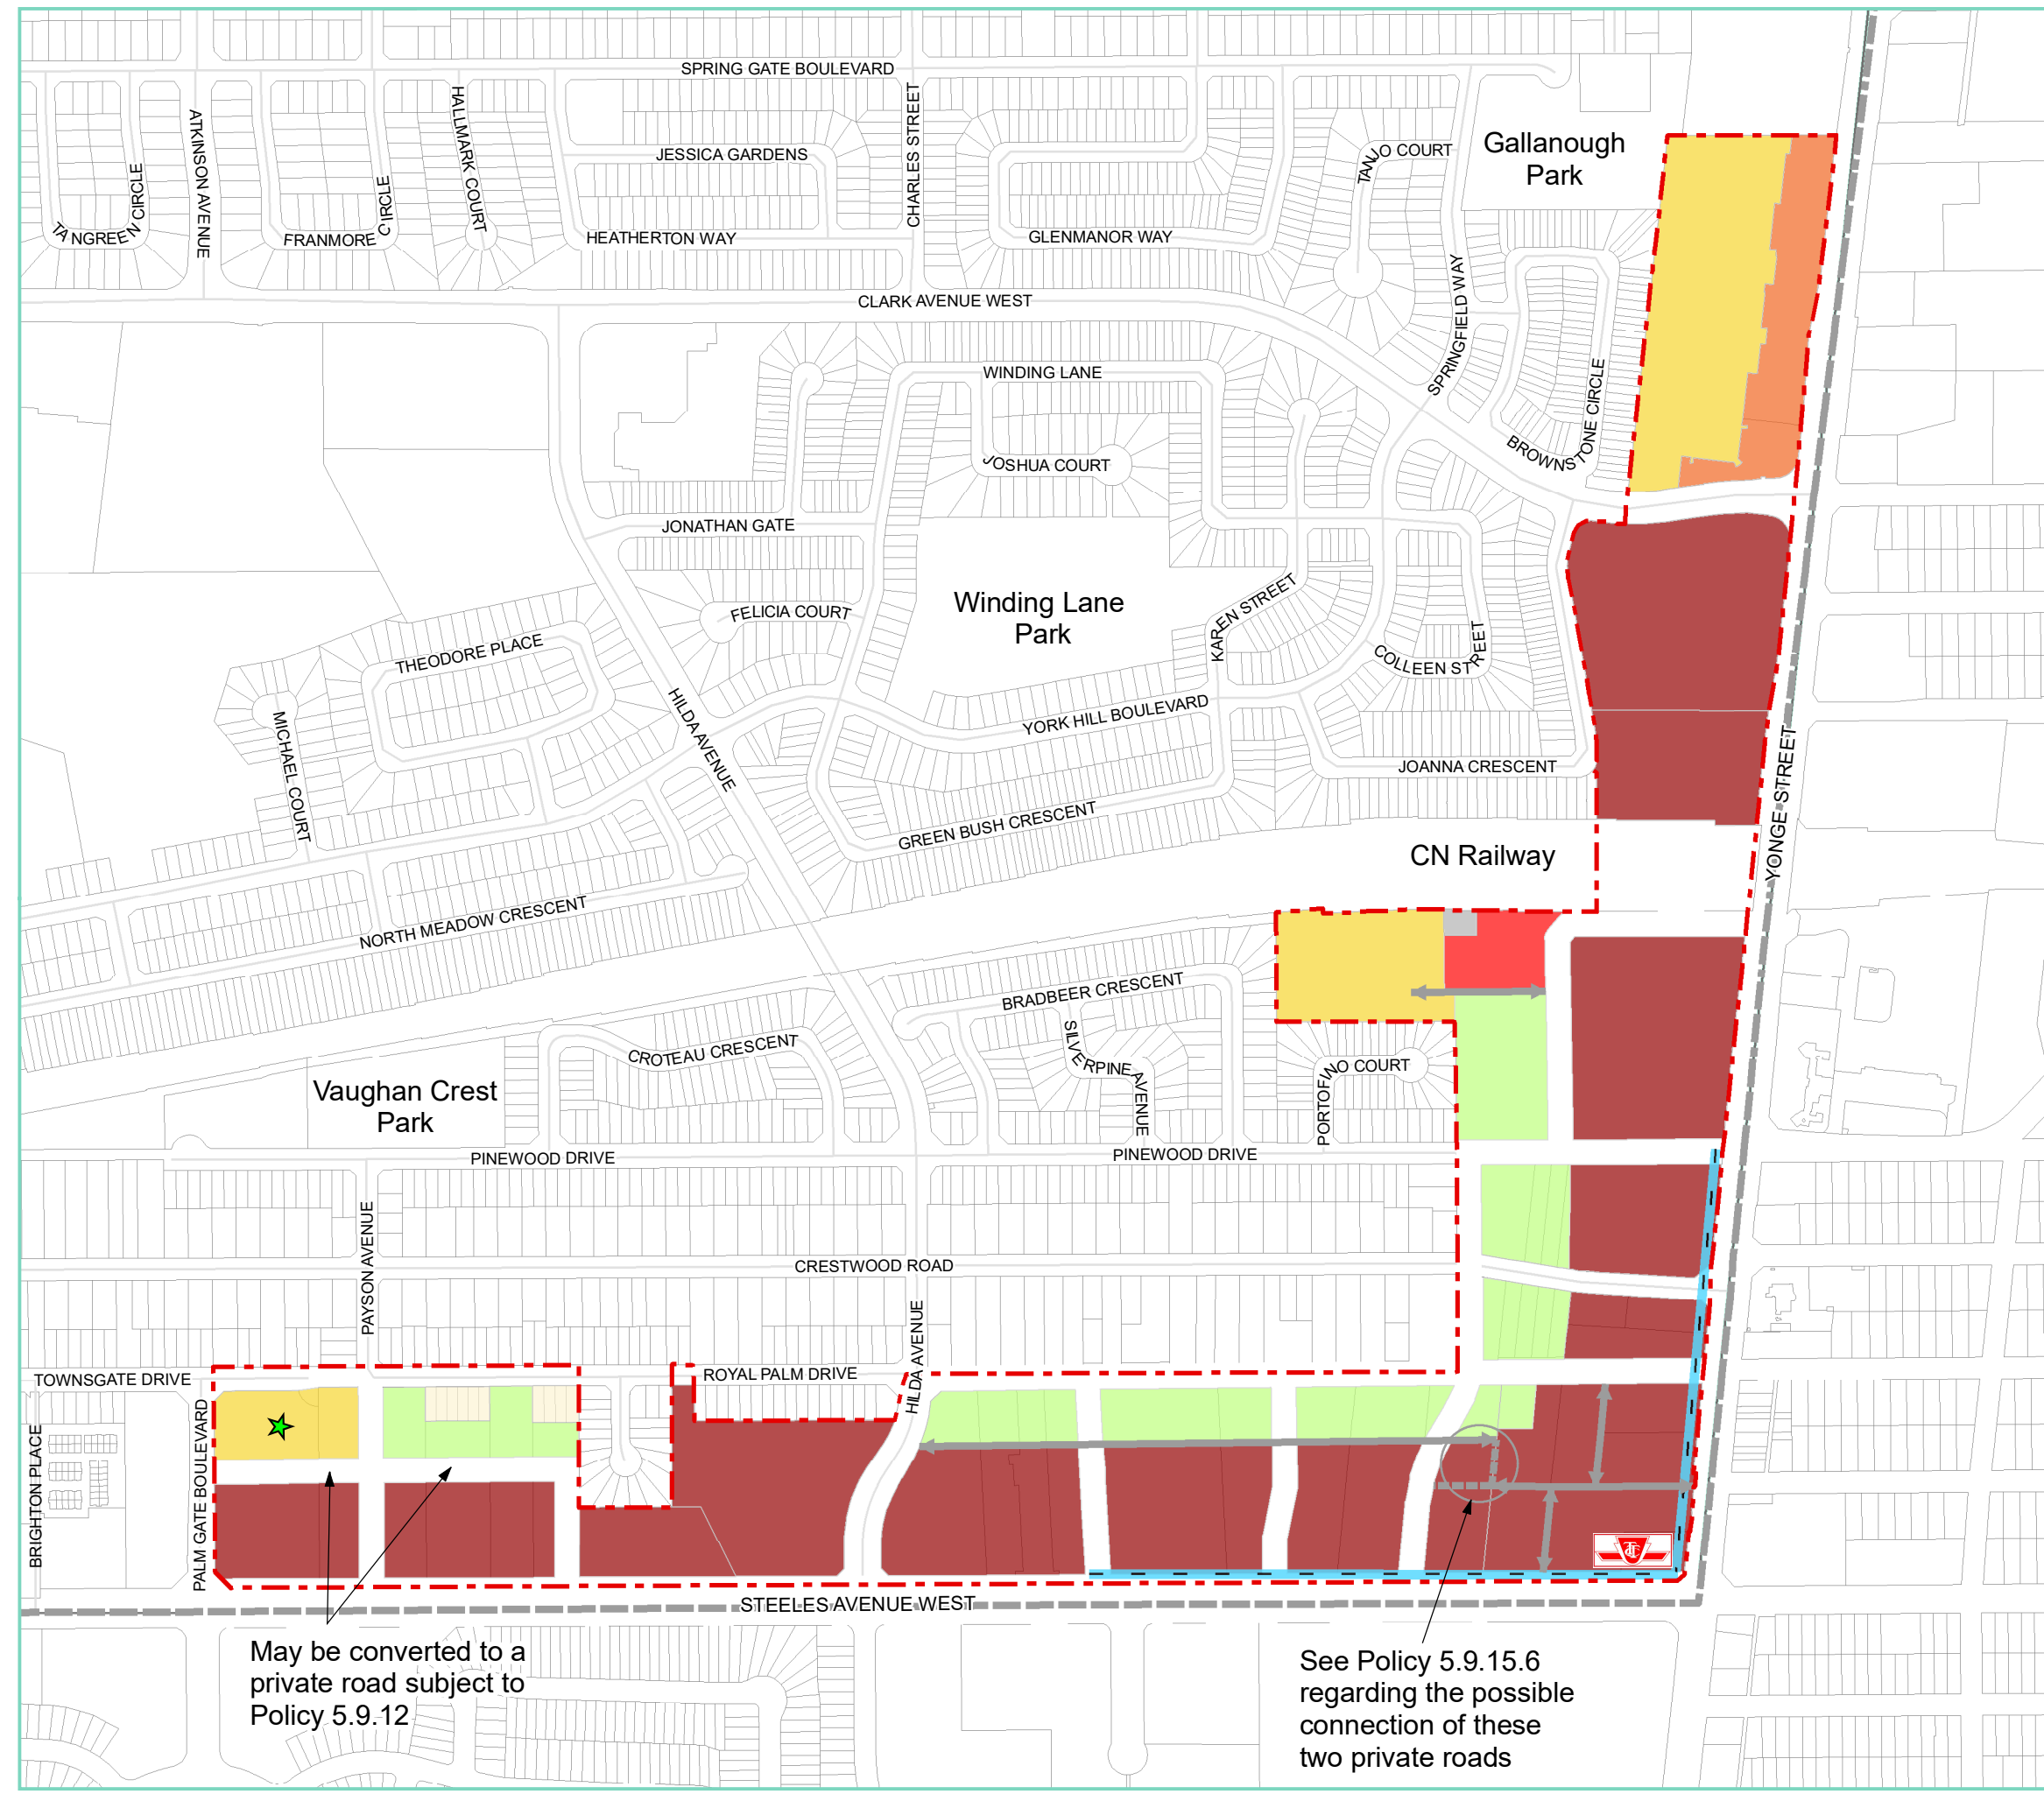 SPRING GATE BOULEVARD
ATKINSON AVENUE
HALLMARK COURT
CHARLES STREET
JESSICA GARDENS
TANJO COURT
Gallanough
Park
TANGREEN CIRCLE
FRANMORE CIRCLE
HEATHERTON WAY
GLENMANOR WAY
SPRINGFIELD WAY
CLARK AVENUE WEST
WINDING LANE
BROWNSTONE CIRCLE
JOSHUA COURT
JONATHAN GATE
Winding Lane
Park
FELICIA COURT
KAREN STREET
COLLEEN STREET
THEODORE PLACE
MICHAEL COURT
HILDA AVENUE
YORK HILL BOULEVARD
JOANNA CRESCENT
YONGE STREET
GREEN BUSH CRESCENT
CN Railway
NORTH MEADOW CRESCENT
BRADBEER CRESCENT
SILVERPINE AVENUE
CROTEAU CRESCENT
PORTOFINO COURT
Vaughan Crest
Park
PINEWOOD DRIVE
PINEWOOD DRIVE
PAYSON AVENUE
CRESTWOOD ROAD
HILDA AVENUE
TOWNSGATE DRIVE
ROYAL PALM DRIVE
BRIGHTON PLACE
PALM GATE BOULEVARD
TTC
STEELES AVENUE WEST
May be converted to a
private road subject to
Policy 5.9.12
See Policy 5.9.15.6
regarding the possible
connection of these
two private roads